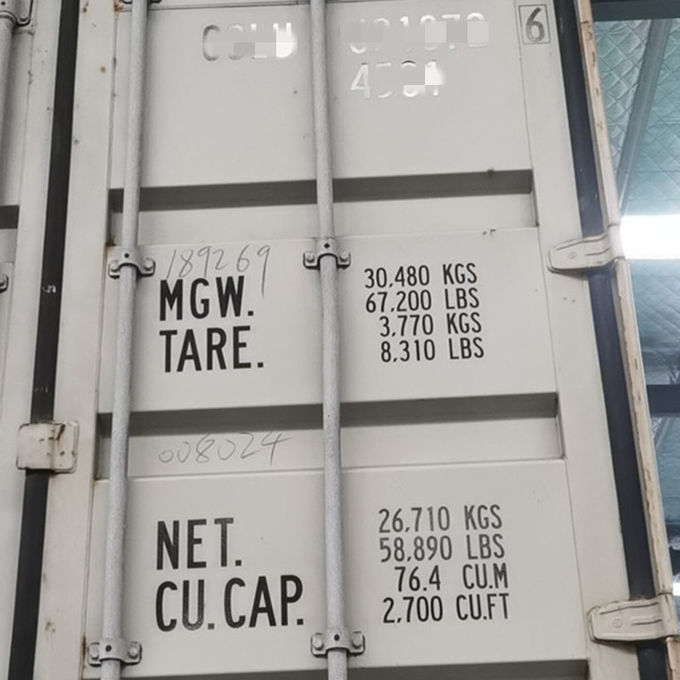 6
189269
MGW. 30,480 KGS
67,200 LBS
TARE. 3,770 KGS
8,310 LBS
008024
NET. 26,710 KGS
58,890 LBS
CU.CAP. 76.4 CU.M
2,700 CU.FT